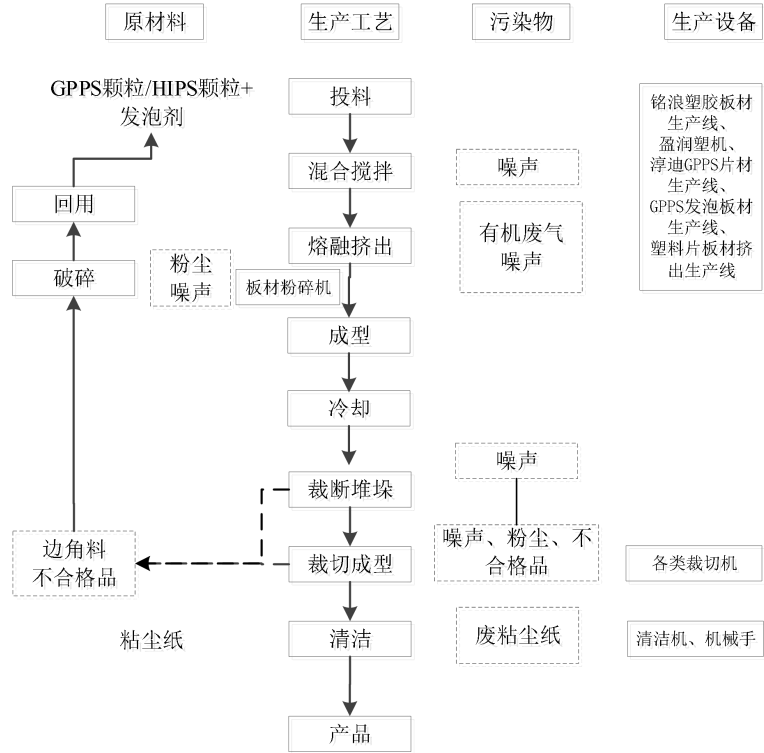 原材料
生产工艺
污染物
生产设备
GPPS颗粒/HIPS颗粒+
发泡剂
投料
铭浪塑胶板材
生产线、
盈润塑机、
淳迪GPPS片材
生产线、
GPPS发泡板材
生产线、
塑料片板材挤
出生产线
混合搅拌
噪声
回用
熔融挤出
有机废气
噪声
破碎
粉尘
噪声
板材粉碎机
成型
冷却
裁断堆垛
噪声
边角料
不合格品
裁切成型
噪声、粉尘、不
合格品
各类裁切机
粘尘纸
清洁
废粘尘纸
清洁机、机械手
产品